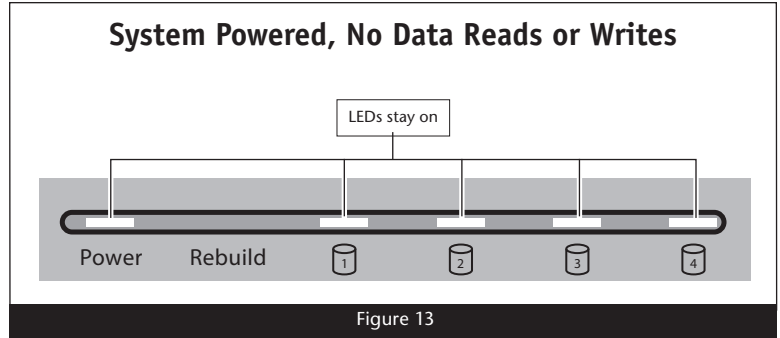 System Powered, No Data Reads or Writes
LEDs stay on
Power Rebuild 1 2 3 4
Figure 13